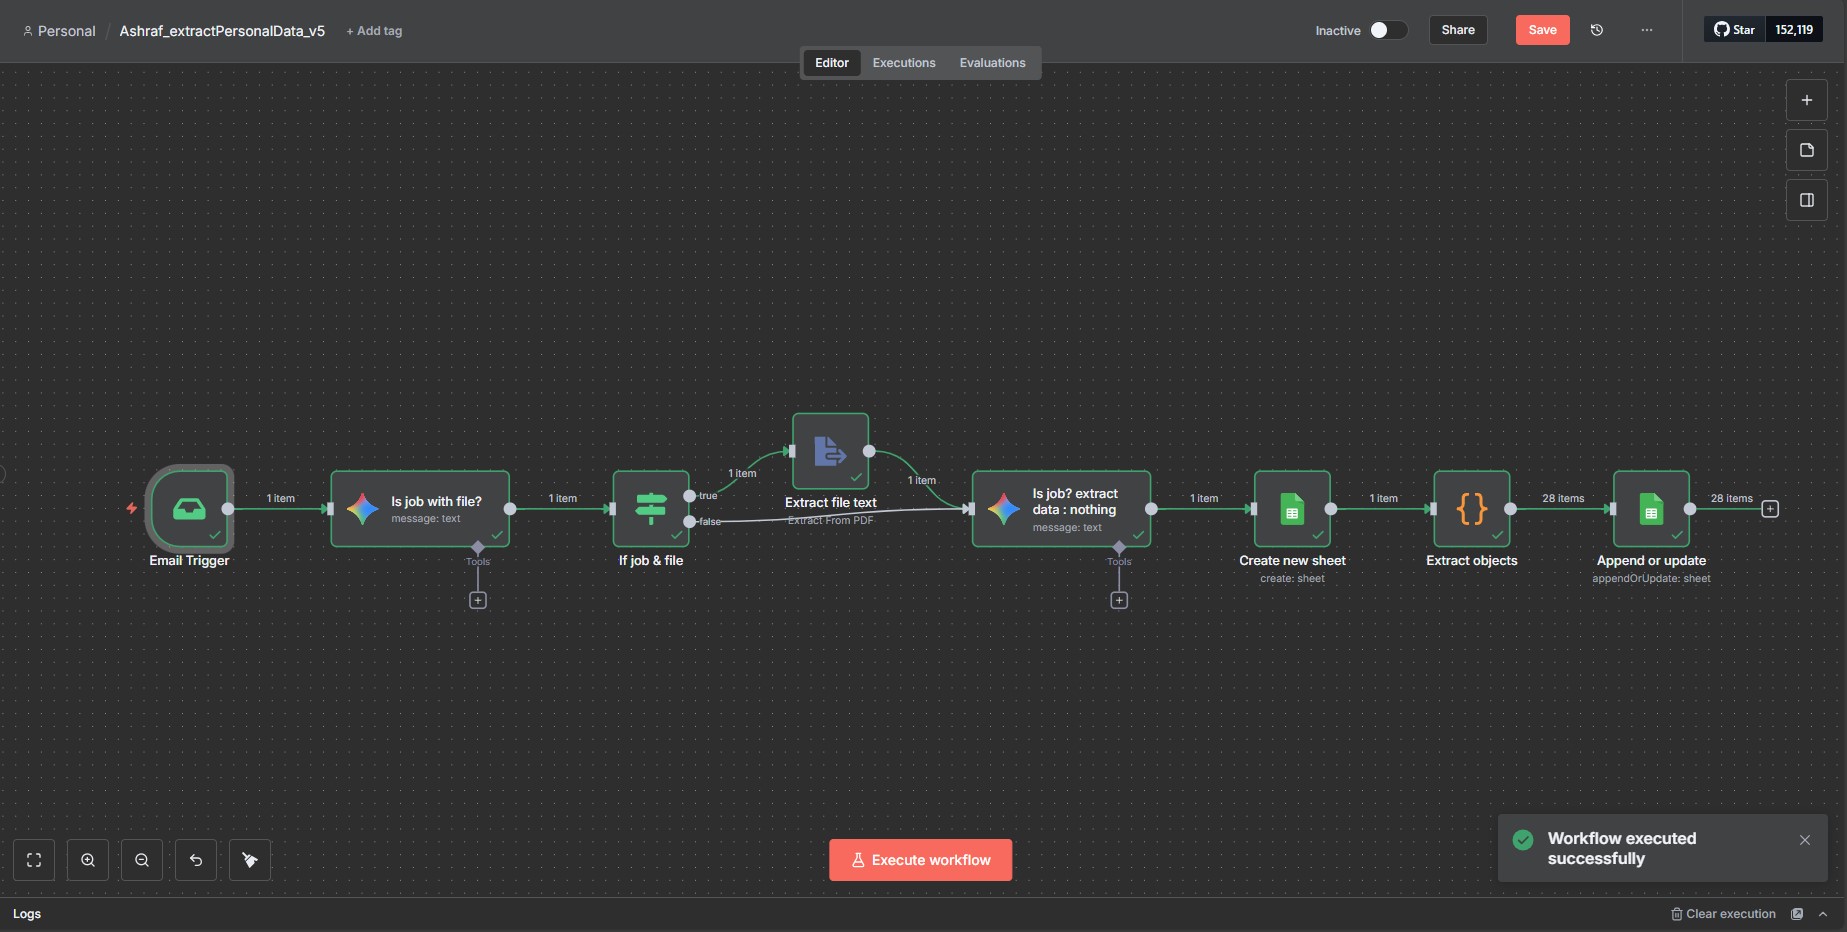 Personal / Ashraf_extractPersonalData_v5 + Add tag
Inactive
Share
Save
...
Star 152,119
Editor Executions Evaluations
1 item
Email Trigger
Is job with file?
message: text
Tools
1 item
If job & file
true
false
1 item
Extract file text
Extract From PDF
1 item
Is job? extract
data : nothing
message: text
Tools
1 item
Create new sheet
create: sheet
1 item
Extract objects
28 items
Append or update
appendOrUpdate: sheet
28 items
Execute workflow
Workflow executed
successfully
Logs
Clear execution